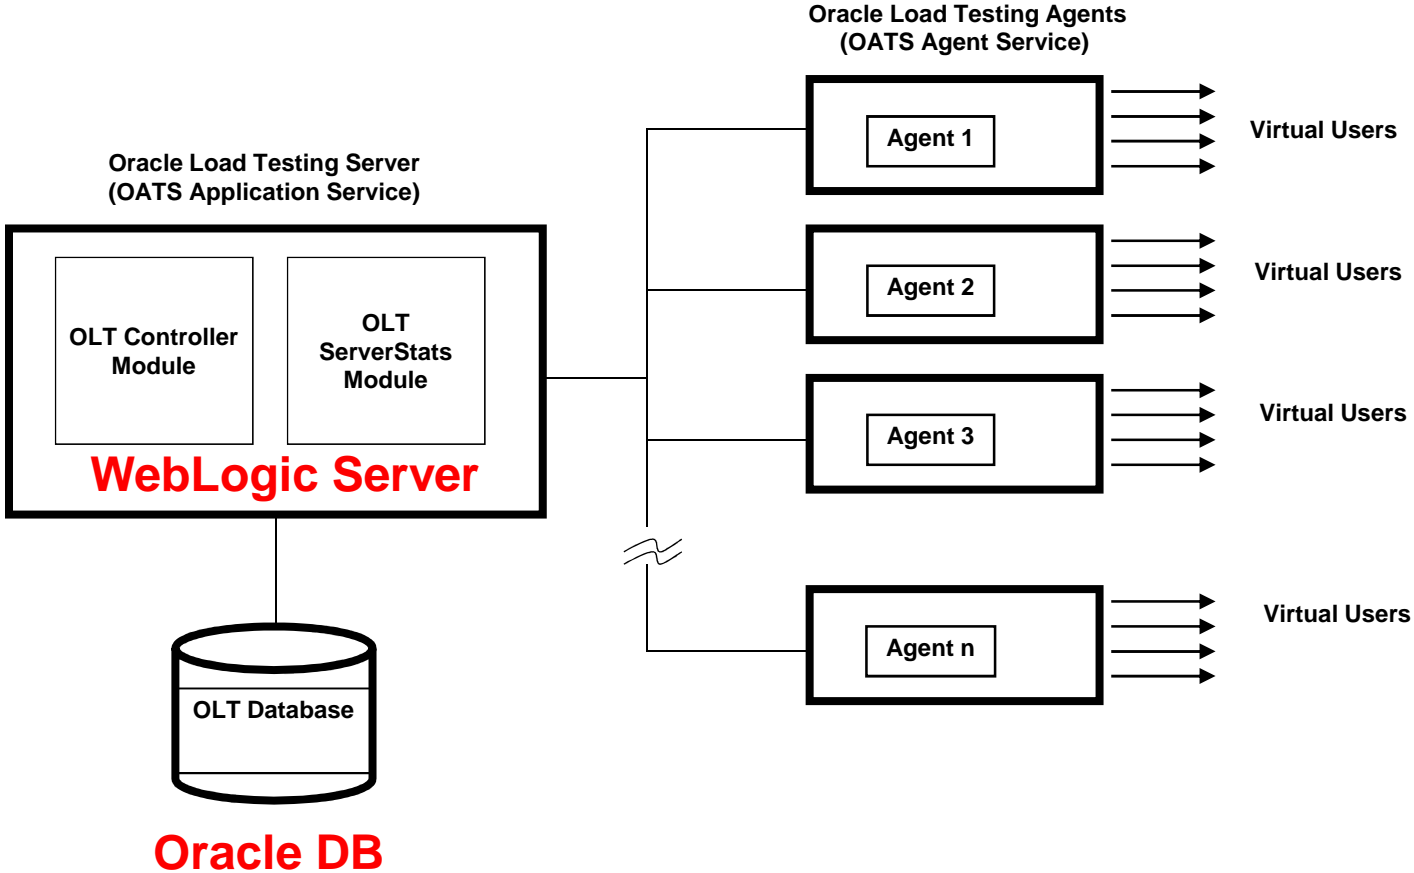 Oracle Load Testing Agents
(OATS Agent Service)
Agent 1
Virtual Users
Oracle Load Testing Server
(OATS Application Service)
Agent 2
Virtual Users
OLT Controller
Module
OLT
ServerStats
Module
WebLogic Server
Agent 3
Virtual Users
Agent n
Virtual Users
OLT Database
Oracle DB